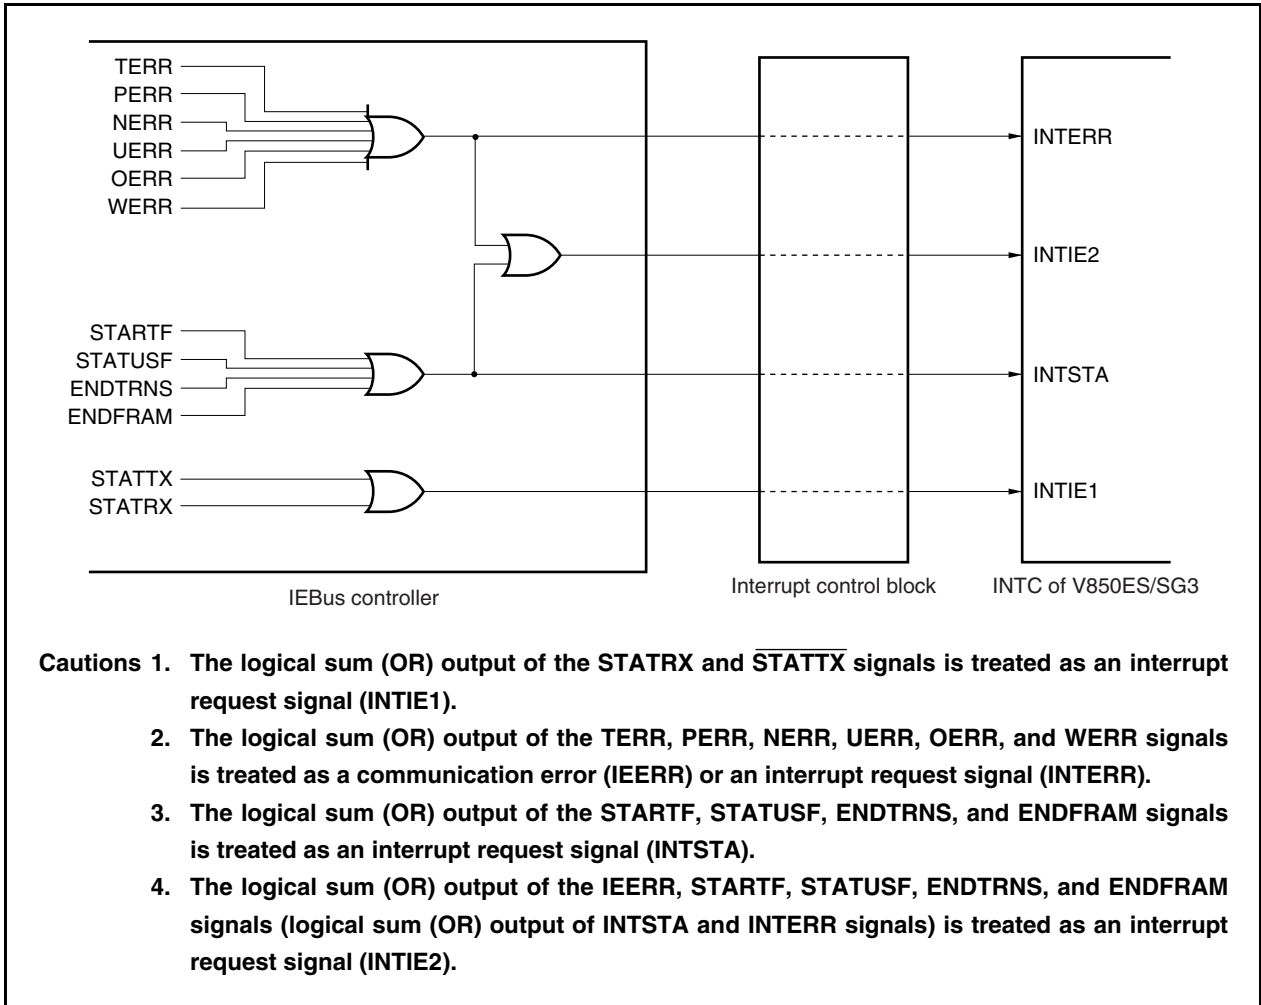 TERR
PERR
NERR
UERR
OERR
WERR
INTERR
INTIE2
STARTF
STATUSF
ENDTRNS
ENDFRAM
INTSTA
STATTX
STATRX
INTIE1
IEBus controller
Interrupt control block
INTC of V850ES/SG3
Cautions 1. The logical sum (OR) output of the STATRX and S̅T̅A̅T̅T̅X̅ signals is treated as an interrupt
request signal (INTIE1).
2. The logical sum (OR) output of the TERR, PERR, NERR, UERR, OERR, and WERR signals
is treated as a communication error (IEERR) or an interrupt request signal (INTERR).
3. The logical sum (OR) output of the STARTF, STATUSF, ENDTRNS, and ENDFRAM signals
is treated as an interrupt request signal (INTSTA).
4. The logical sum (OR) output of the IEERR, STARTF, STATUSF, ENDTRNS, and ENDFRAM
signals (logical sum (OR) output of INTSTA and INTERR signals) is treated as an interrupt
request signal (INTIE2).